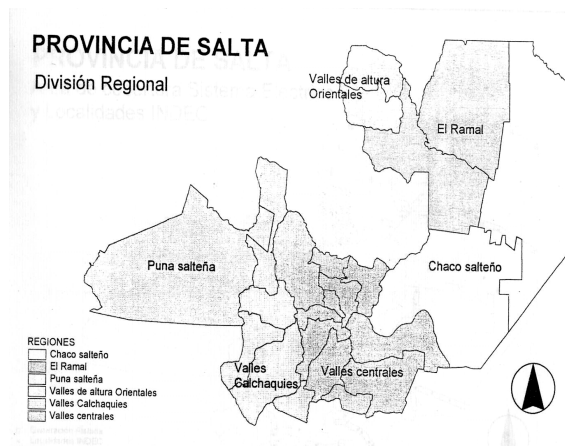 PROVINCIA DE SALTA
División Regional
Valles de altura
Orientales
El Ramal
Puna salteña
Chaco salteño
Valles
Calchaquies
Valles centrales
REGIONES
Chaco salteño
El Ramal
Puna salteña
Valles de altura Orientales
Valles Calchaquies
Valles centrales